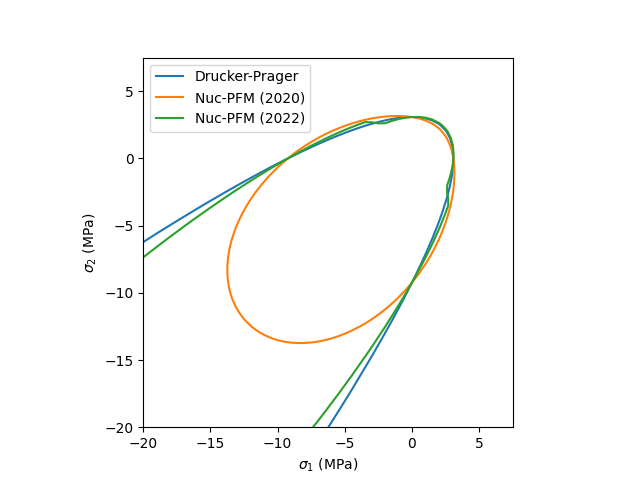 Drucker-Prager
Nuc-PFM (2020)
Nuc-PFM (2022)
5
0
−5
−10
−15
−20
σ₂ (MPa)
−20 −15 −10 −5 0 5
σ₁ (MPa)